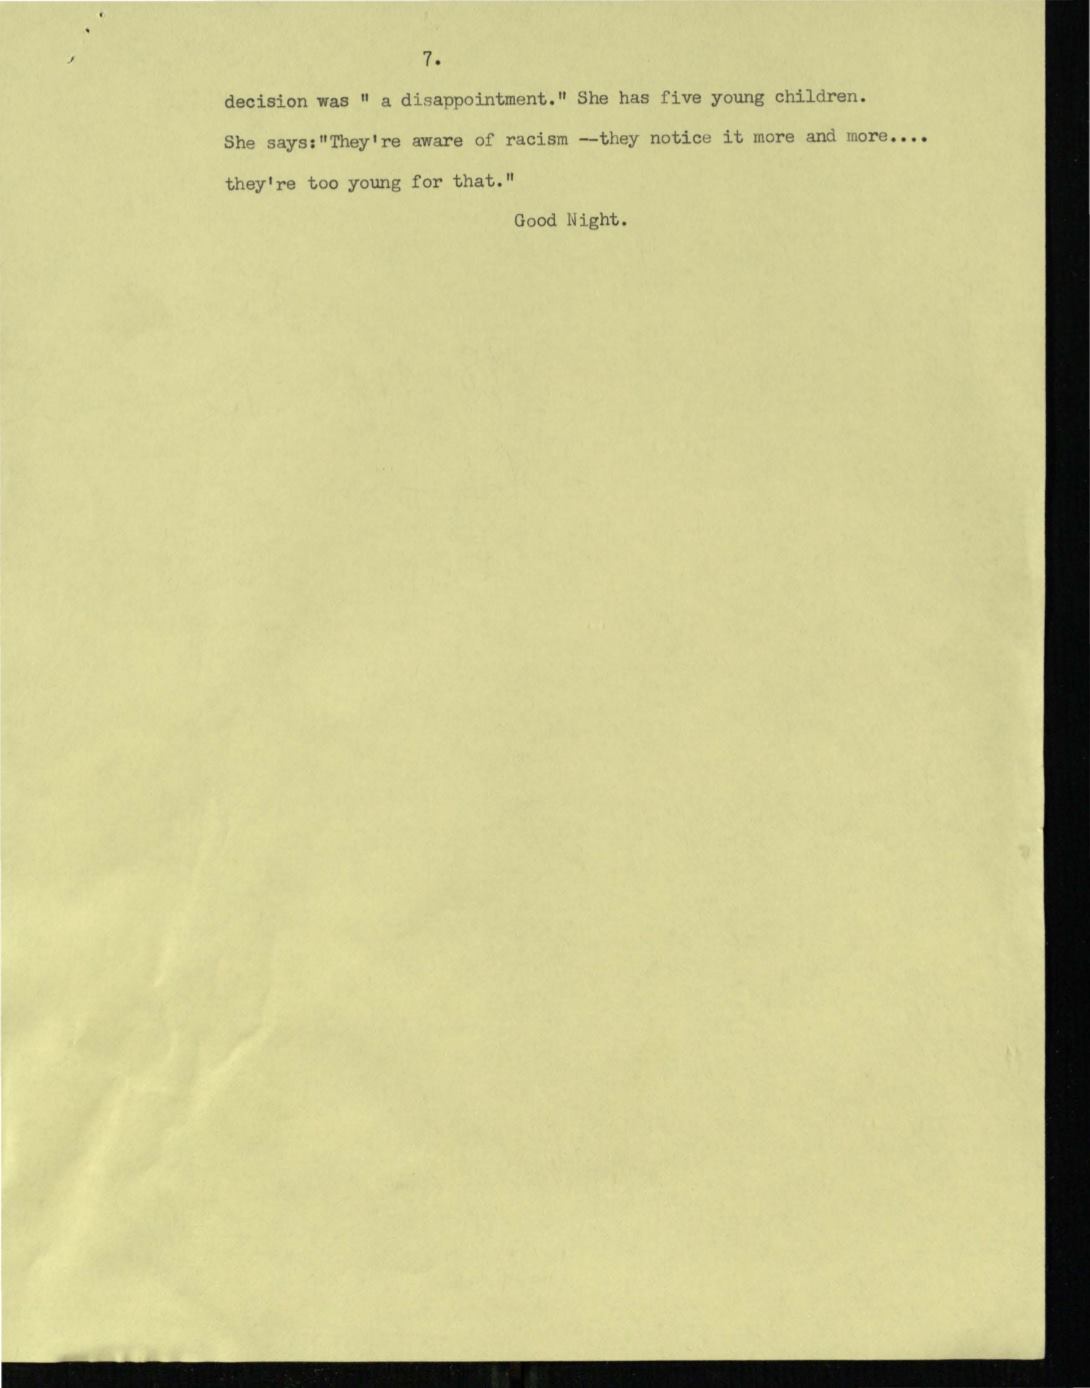 7.
decision was " a disappointment." She has five young children.
She says:"They're aware of racism --they notice it more and more....
they're too young for that."
Good Night.